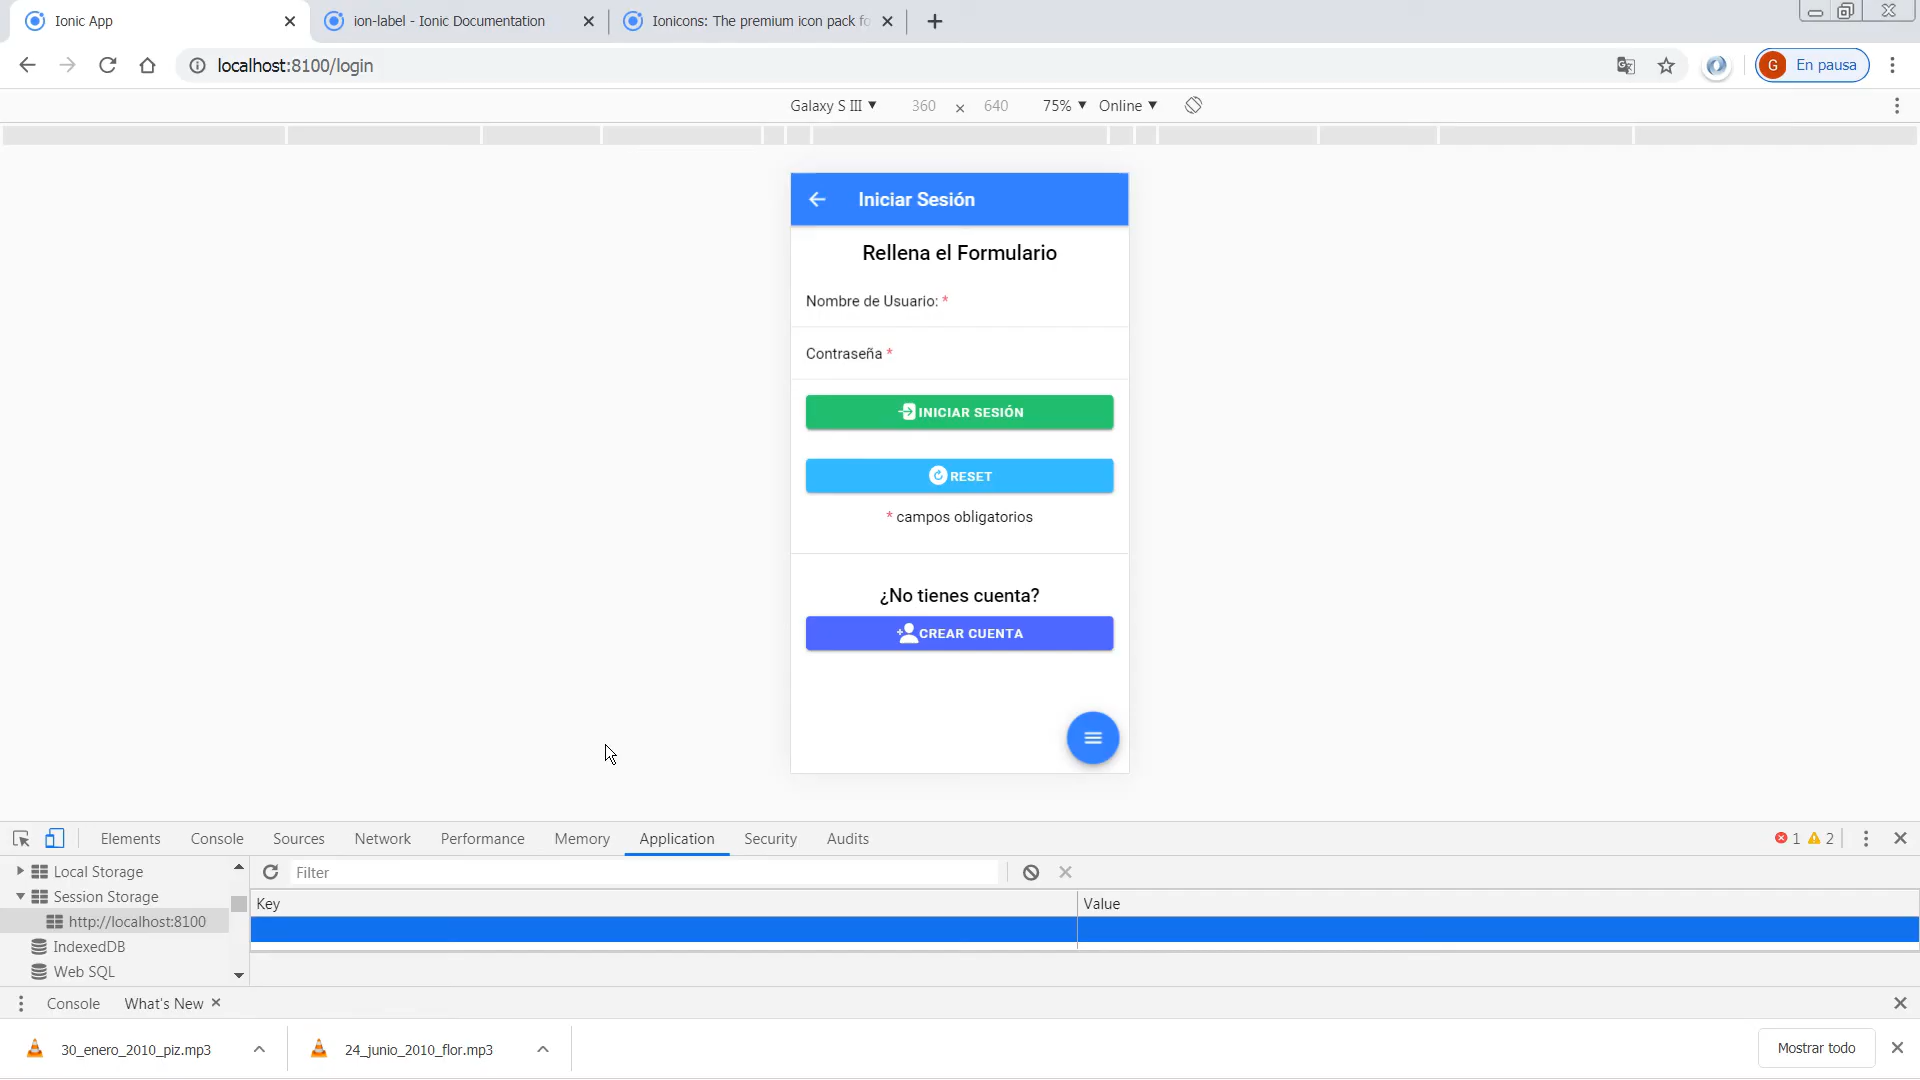 Ionic App
ion-label - Ionic Documentation
Ionicons: The premium icon pack fo
localhost:8100/login
G En pausa
Galaxy S III ▼ 360 × 640 75% ▼ Online ▼
Iniciar Sesión
Rellena el Formulario
Nombre de Usuario: *
Contraseña *
INICIAR SESIÓN
RESET
* campos obligatorios
¿No tienes cuenta?
CREAR CUENTA
Elements Console Sources Network Performance Memory Application Security Audits 1 2
Local Storage
Session Storage
http://localhost:8100
IndexedDB
Web SQL
Filter
Key Value
Console What's New
30_enero_2010_piz.mp3 24_junio_2010_flor.mp3 Mostrar todo